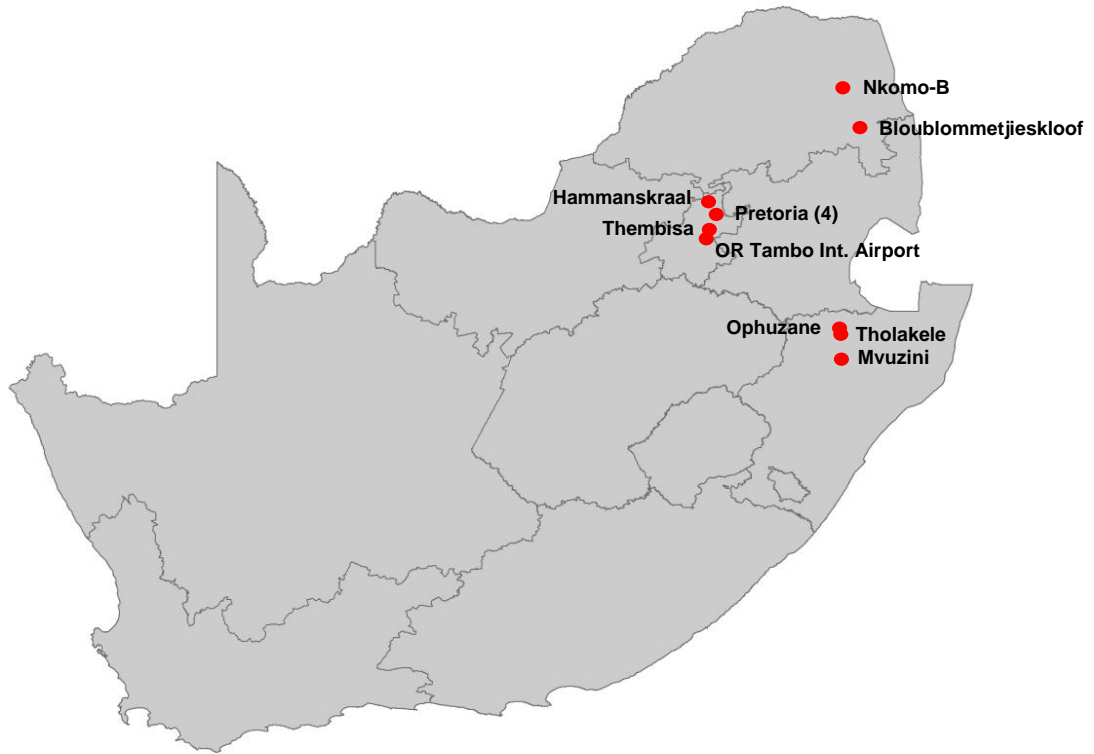 Nkomo-B
Bloublommetjieskloof
Hammanskraal
Pretoria (4)
Thembisa
OR Tambo Int. Airport
Ophuzane
Tholakele
Mvuzini